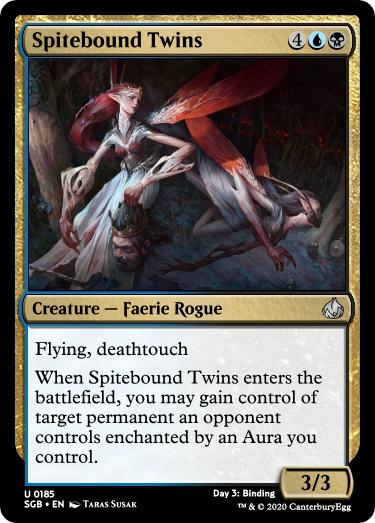 Spitebound Twins 4
Creature — Faerie Rogue
Flying, deathtouch
When Spitebound Twins enters the
battlefield, you may gain control of
target permanent an opponent
controls enchanted by an Aura you
control.
3/3
U 0185
Day 3: Binding
SGB • EN Taras Susak
™ & © 2020 CanterburyEgg